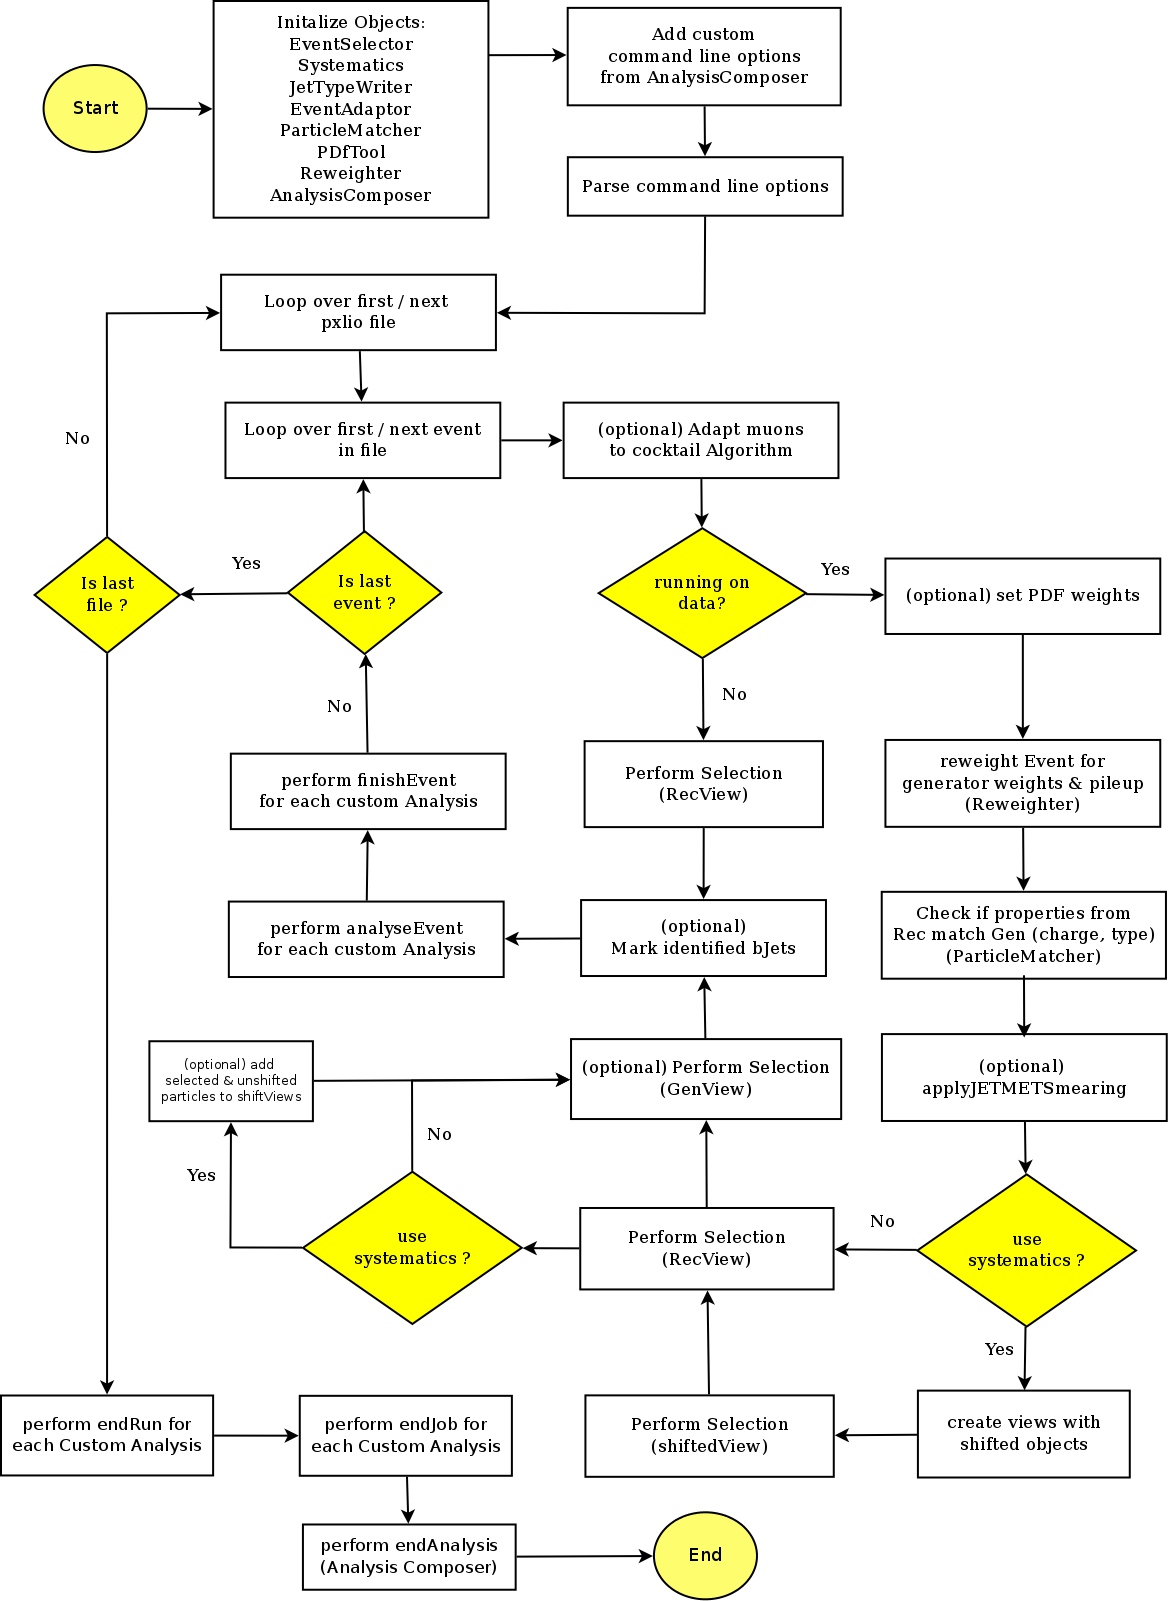 Start
Initalize Objects:
EventSelector
Systematics
JetTypeWriter
EventAdaptor
ParticleMatcher
PDfTool
Reweighter
AnalysisComposer
Add custom
command line options
from AnalysisComposer
Parse command line options
Loop over first / next
pxlio file
No
Loop over first / next event
in file
(optional) Adapt muons
to cocktail Algorithm
Is last
file ?
Yes
Is last
event ?
running on
data?
Yes
(optional) set PDF weights
No
No
perform finishEvent
for each custom Analysis
Perform Selection
(RecView)
reweight Event for
generator weights & pileup
(Reweighter)
perform analyseEvent
for each custom Analysis
(optional)
Mark identified bJets
Check if properties from
Rec match Gen (charge, type)
(ParticleMatcher)
(optional) add
selected & unshifted
particles to shiftViews
(optional) Perform Selection
(GenView)
(optional)
applyJETMETSmearing
No
Yes
use
systematics ?
Perform Selection
(RecView)
No
use
systematics ?
Yes
perform endRun for
each Custom Analysis
perform endJob for
each Custom Analysis
Perform Selection
(shiftedView)
create views with
shifted objects
perform endAnalysis
(Analysis Composer)
End